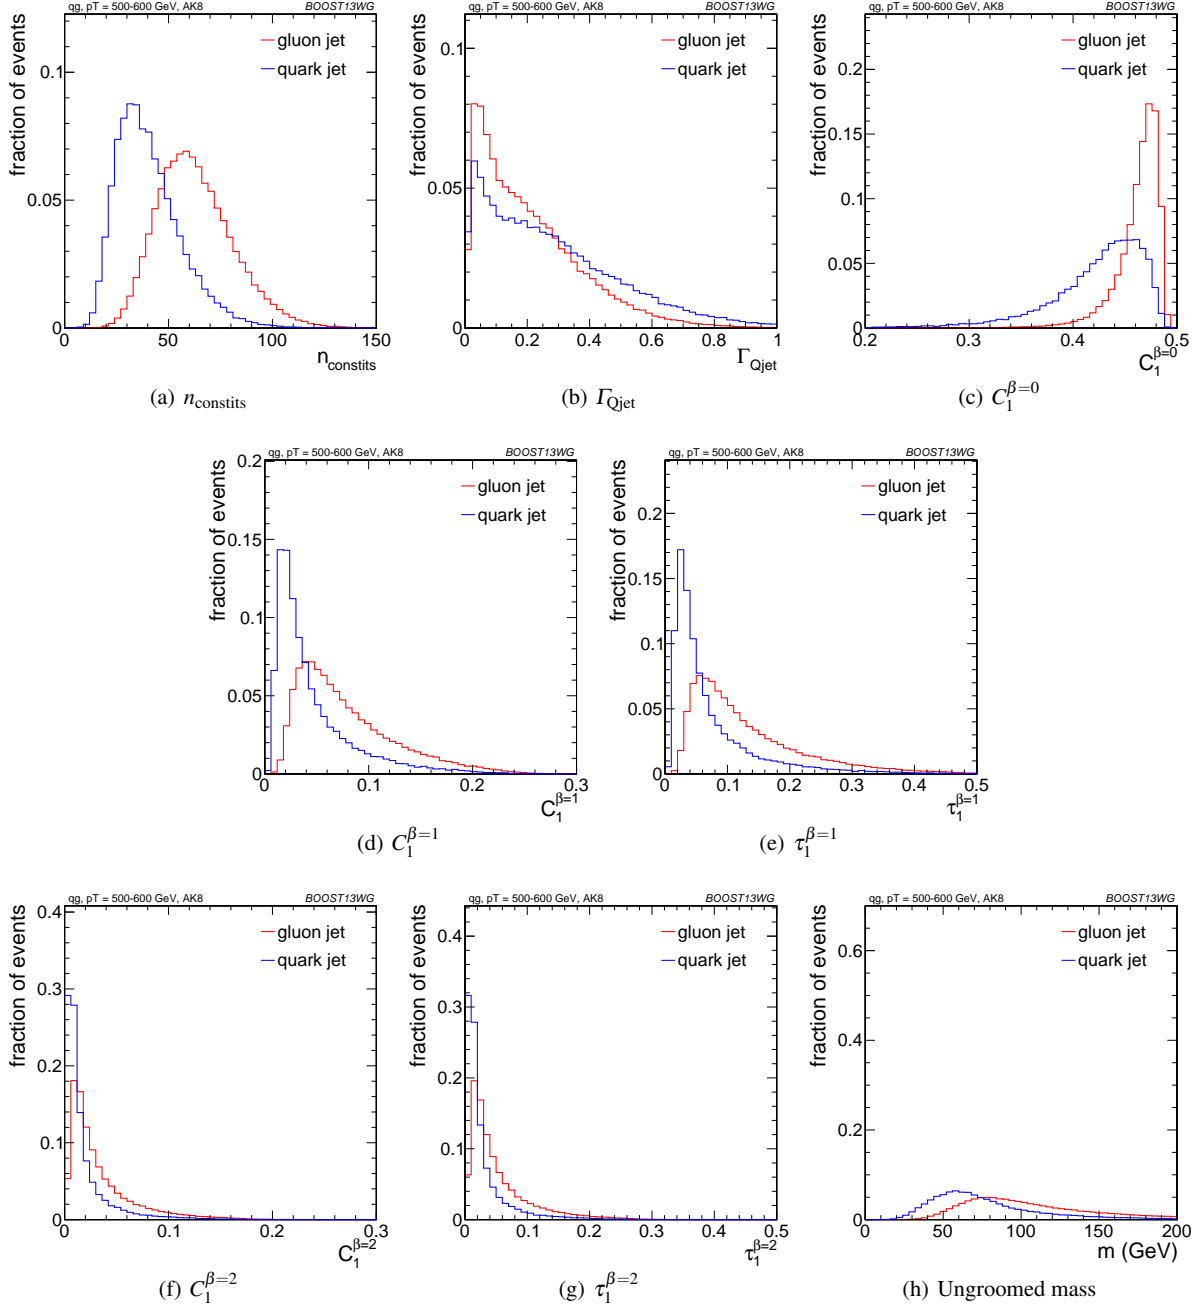 qg, pT = 500-600 GeV, AK8 BOOST13WG
fraction of events
gluon jet
quark jet
0.1
0.05
0
0 50 100 150
n_constits
(a) n_constits
qg, pT = 500-600 GeV, AK8 BOOST13WG
fraction of events
gluon jet
quark jet
0.1
0.05
0
0 0.2 0.4 0.6 0.8 1
Γ_Qjet
(b) Γ_Qjet
qg, pT = 500-600 GeV, AK8 BOOST13WG
fraction of events
gluon jet
quark jet
0.2
0.15
0.1
0.05
0
0.2 0.3 0.4 0.5
C_1^{β=0}
(c) C_1^{β=0}
qg, pT = 500-600 GeV, AK8 BOOST13WG
fraction of events
gluon jet
quark jet
0.2
0.15
0.1
0.05
0
0 0.1 0.2 0.3
C_1^{β=1}
(d) C_1^{β=1}
qg, pT = 500-600 GeV, AK8 BOOST13WG
fraction of events
gluon jet
quark jet
0.2
0.15
0.1
0.05
0
0 0.1 0.2 0.3 0.4 0.5
τ_1^{β=1}
(e) τ_1^{β=1}
qg, pT = 500-600 GeV, AK8 BOOST13WG
fraction of events
gluon jet
quark jet
0.4
0.3
0.2
0.1
0
0 0.1 0.2 0.3
C_1^{β=2}
(f) C_1^{β=2}
qg, pT = 500-600 GeV, AK8 BOOST13WG
fraction of events
gluon jet
quark jet
0.4
0.3
0.2
0.1
0
0 0.1 0.2 0.3 0.4 0.5
τ_1^{β=2}
(g) τ_1^{β=2}
qg, pT = 500-600 GeV, AK8 BOOST13WG
fraction of events
gluon jet
quark jet
0.6
0.4
0.2
0
0 50 100 150 200
m (GeV)
(h) Ungroomed mass